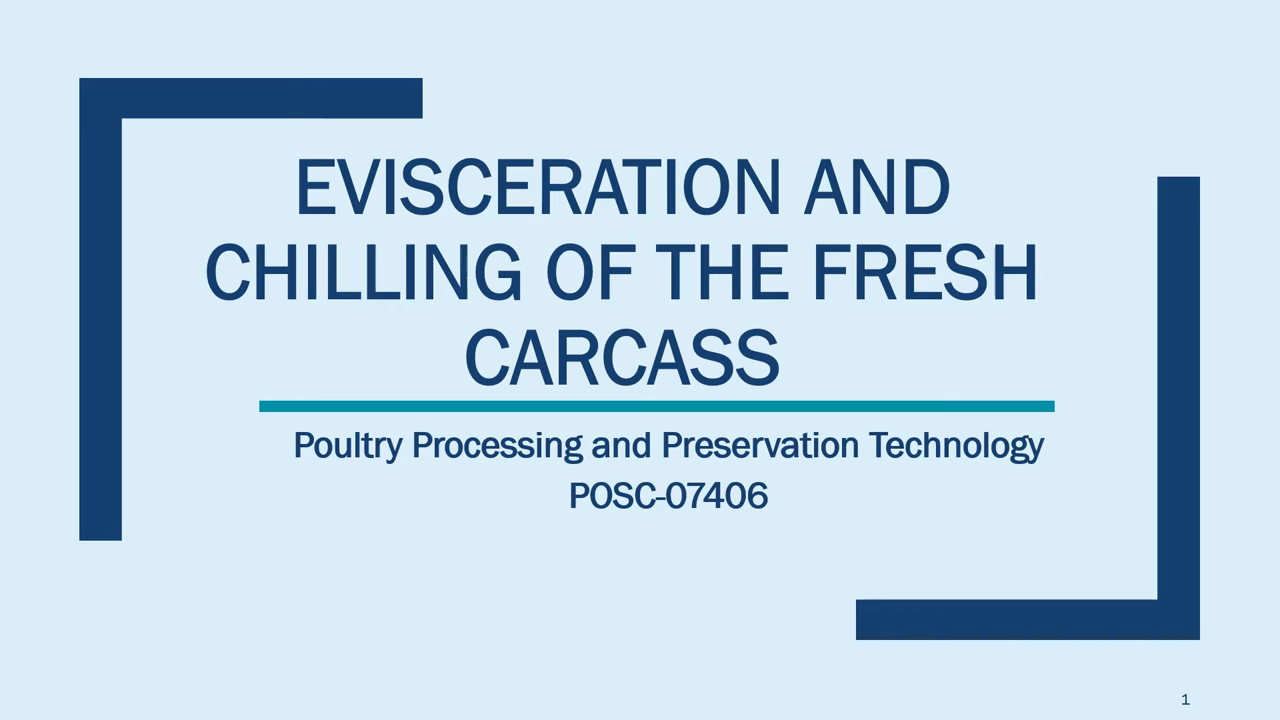 EVISCERATION AND
CHILLING OF THE FRESH
CARCASS
Poultry Processing and Preservation Technology
POSC-07406
1